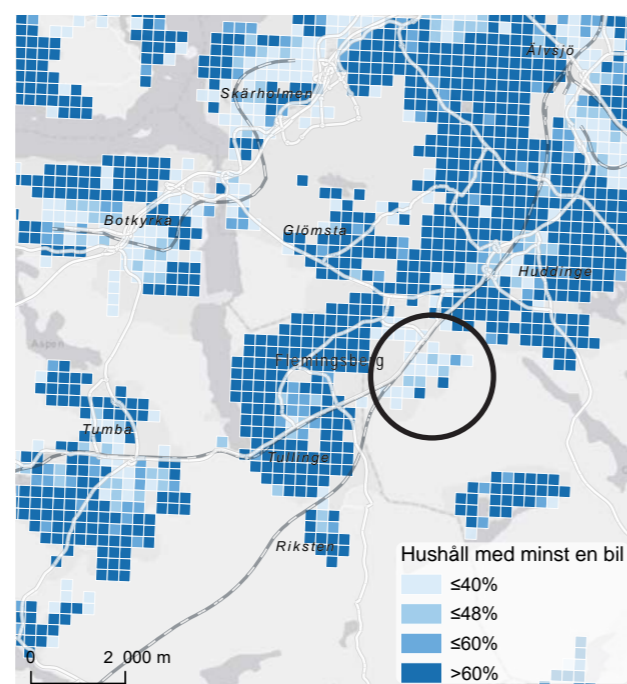 Älvsjö
Skärholmen
Botkyrka
Glömsta
Huddinge
Aspen
Flemingsberg
Tumba
Tullinge
Riksten
Hushåll med minst en bil
≤40%
≤48%
≤60%
>60%
0 2 000 m